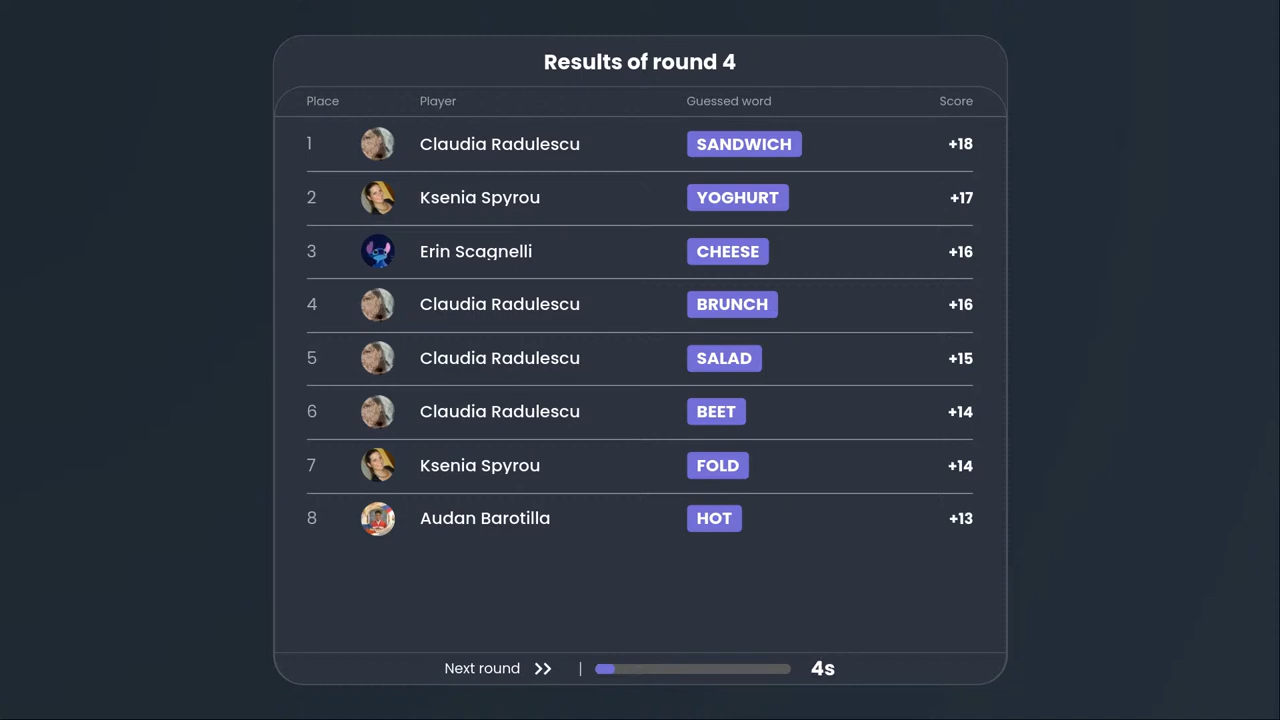 Results of round 4
Place Player Guessed word Score
1 Claudia Radulescu SANDWICH +18
2 Ksenia Spyrou YOGHURT +17
3 Erin Scagnelli CHEESE +16
4 Claudia Radulescu BRUNCH +16
5 Claudia Radulescu SALAD +15
6 Claudia Radulescu BEET +14
7 Ksenia Spyrou FOLD +14
8 Audan Barotilla HOT +13
Next round | 4s